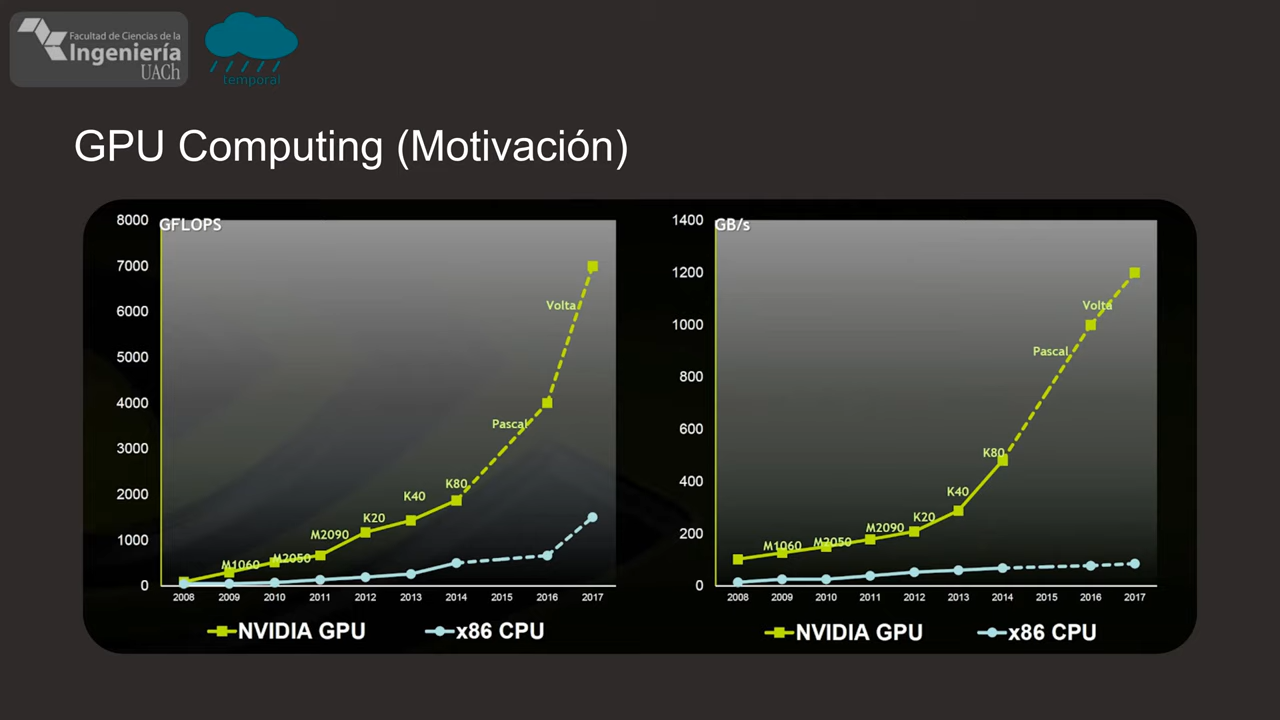 Facultad de Ciencias de la
Ingeniería
UACh
temporal
GPU Computing (Motivación)
GFLOPS
8000
7000
6000
5000
4000
3000
2000
1000
0
Volta
Pascal
K80
K40
K20
M2090
M2050
M1060
2008 2009 2010 2011 2012 2013 2014 2015 2016 2017
NVIDIA GPU x86 CPU
GB/s
1400
1200
1000
800
600
400
200
0
Volta
Pascal
K80
K40
K20
M2090
M2050
M1060
2008 2009 2010 2011 2012 2013 2014 2015 2016 2017
NVIDIA GPU x86 CPU